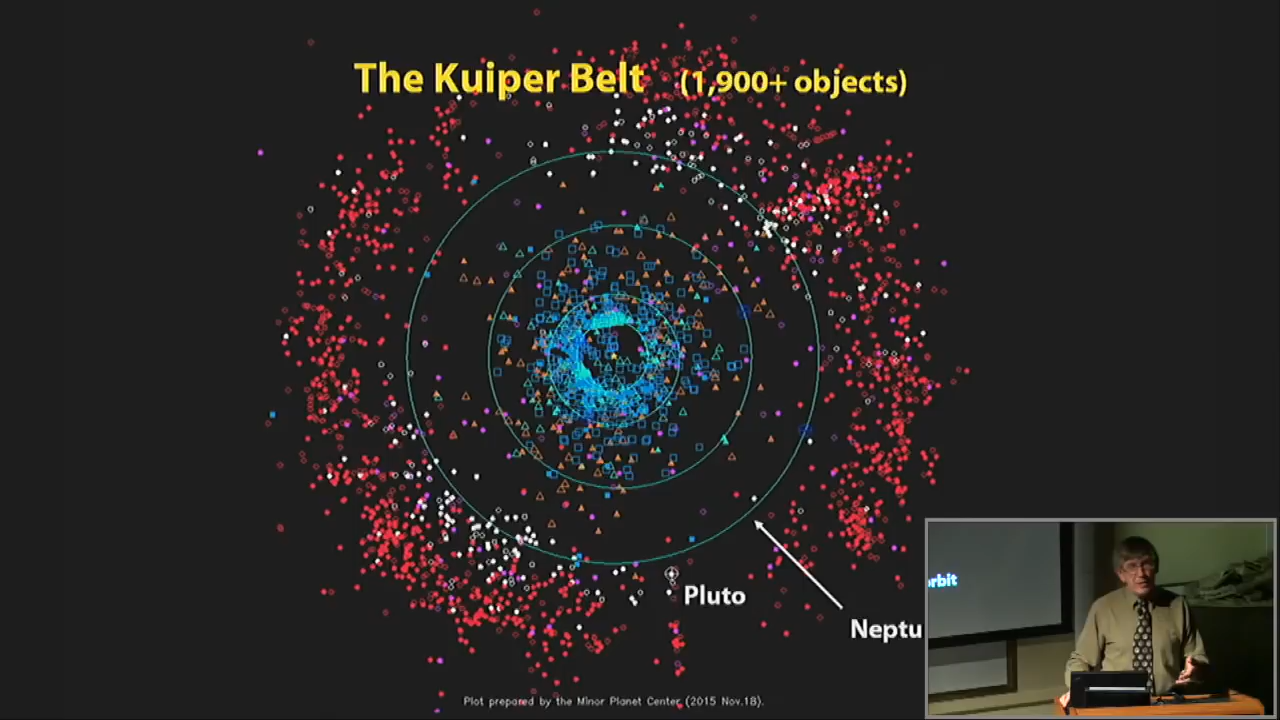 The Kuiper Belt (1,900+ objects)
Pluto
Neptu
rbit
Plot prepared by the Minor Planet Center (2015 Nov.18).